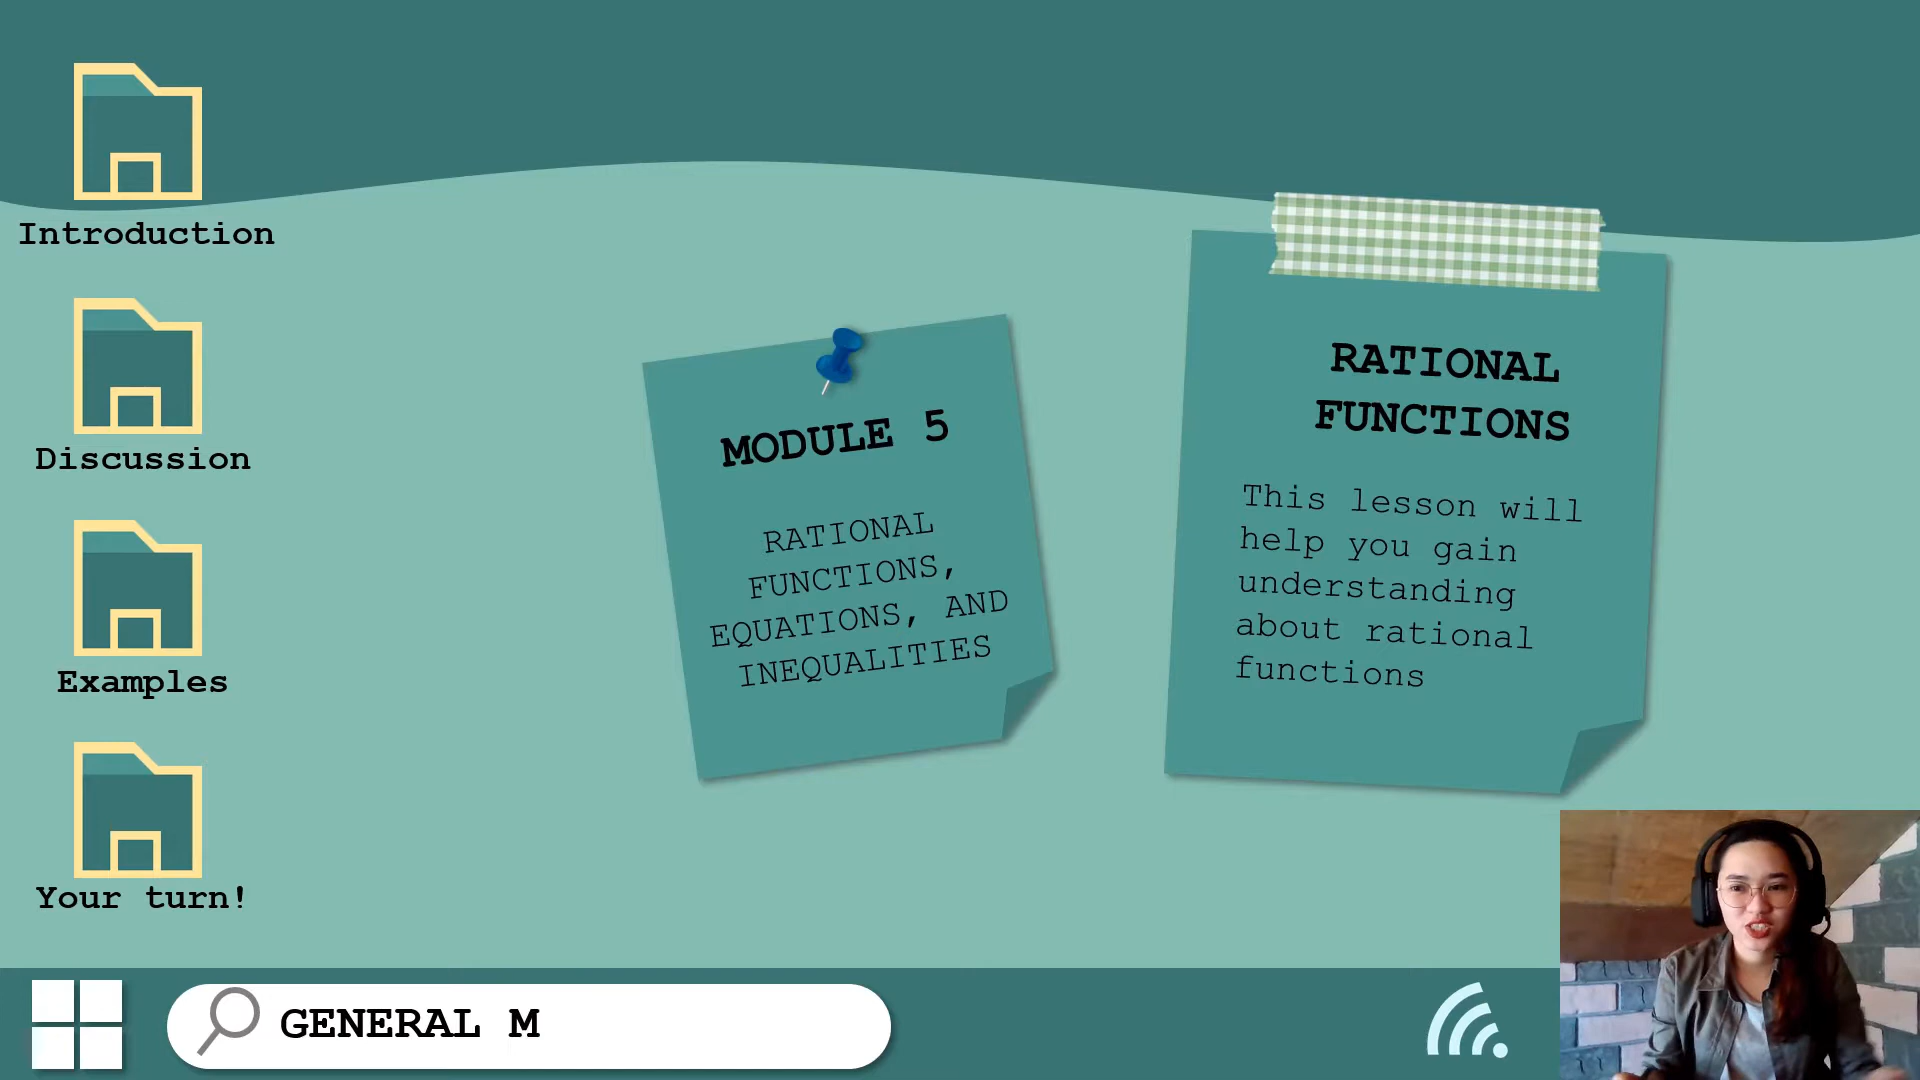 Introduction
Discussion
Examples
Your turn!
MODULE 5
RATIONAL
FUNCTIONS,
EQUATIONS, AND
INEQUALITIES
RATIONAL
FUNCTIONS
This lesson will
help you gain
understanding
about rational
functions
GENERAL M